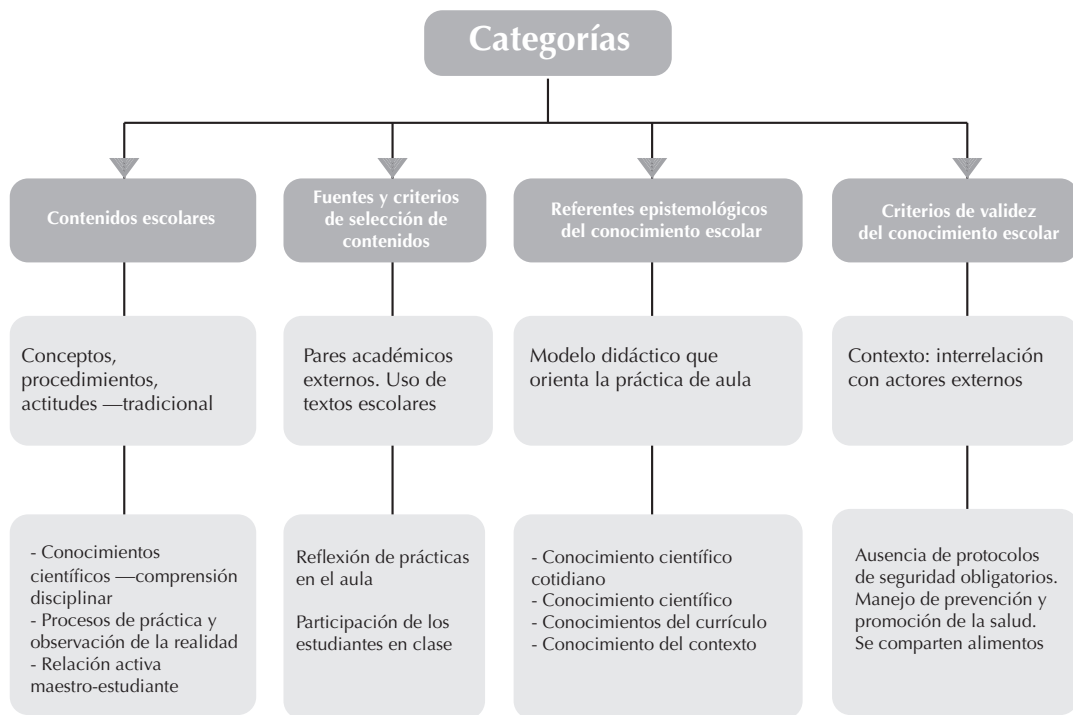 Categorías
Contenidos escolares
Fuentes y criterios
de selección de
contenidos
Referentes epistemológicos
del conocimiento escolar
Criterios de validez
del conocimiento escolar
Conceptos,
procedimientos,
actitudes —tradicional
Pares académicos
externos. Uso de
textos escolares
Modelo didáctico que
orienta la práctica de aula
Contexto: interrelación
con actores externos
- Conocimientos
científicos —comprensión
disciplinar
- Procesos de práctica y
observación de la realidad
- Relación activa
maestro-estudiante
Reflexión de prácticas
en el aula
Participación de los
estudiantes en clase
- Conocimiento científico
cotidiano
- Conocimiento científico
- Conocimientos del currículo
- Conocimiento del contexto
Ausencia de protocolos
de seguridad obligatorios.
Manejo de prevención y
promoción de la salud.
Se comparten alimentos